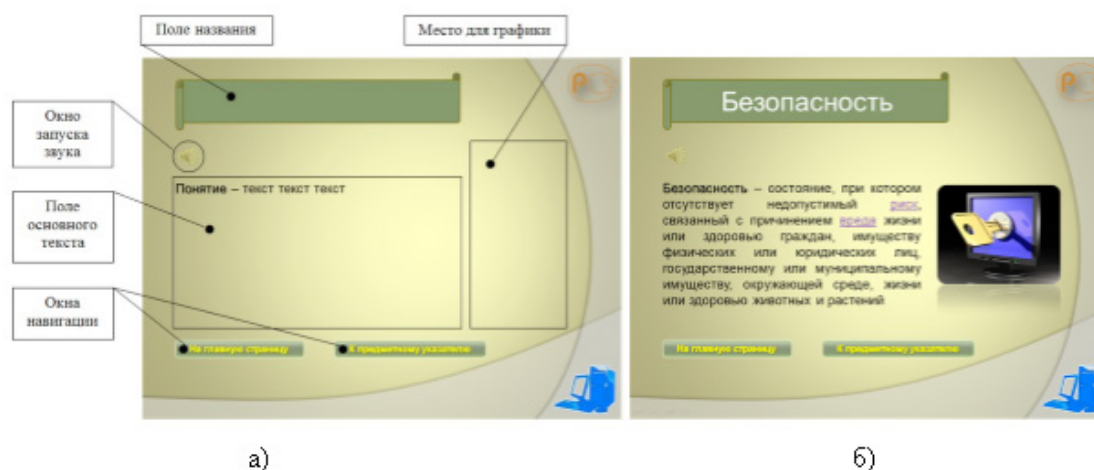 Поле названия
Место для графики
Окно
запуска
звука
Поле
основного
текста
Окна
навигации
Понятие – текст текст текст
На главную страницу
К предметному указателю
Безопасность
Безопасность – состояние, при котором
отсутствует недопустимый риск,
связанный с причинением вреда жизни
или здоровью граждан, имуществу
физических или юридических лиц,
государственному или муниципальному
имуществу, окружающей среде, жизни
или здоровью животных и растений
На главную страницу
К предметному указателю
а)
б)